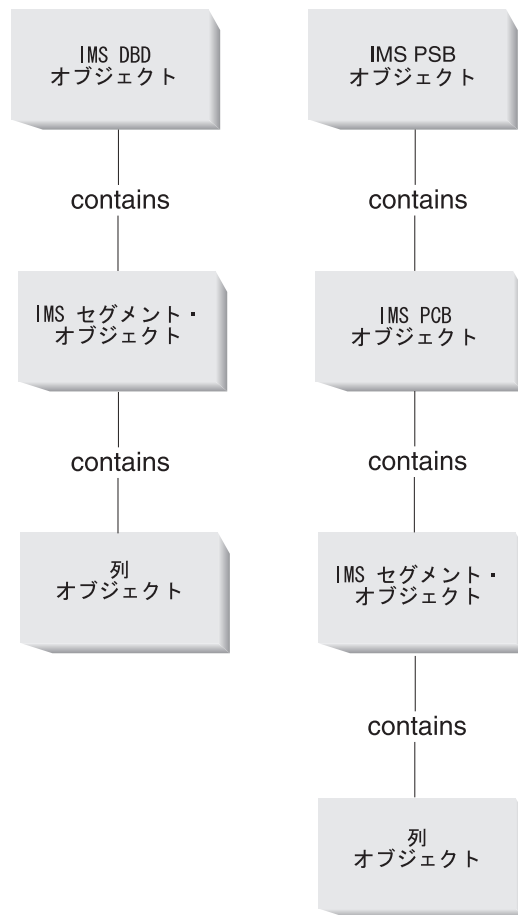 IMS DBD
オブジェクト
contains
IMS セグメント・
オブジェクト
contains
列
オブジェクト
IMS PSB
オブジェクト
contains
IMS PCB
オブジェクト
contains
IMS セグメント・
オブジェクト
contains
列
オブジェクト